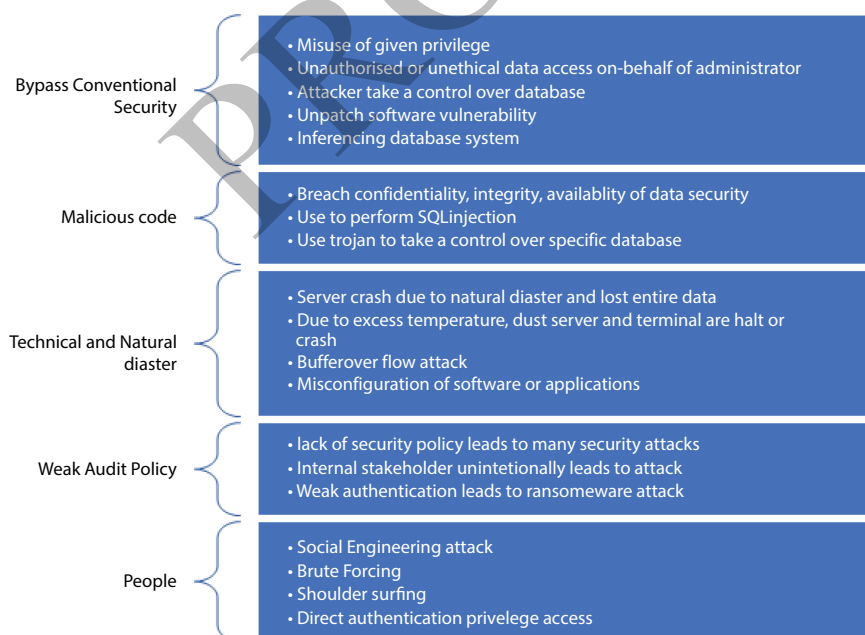 Bypass Conventional
Security
• Misuse of given privilege
• Unauthorised or unethical data access on-behalf of administrator
• Attacker take a control over database
• Unpatch software vulnerability
• Inferencing database system
Malicious code
• Breach confidentiality, integrity, availablity of data security
• Use to perform SQLinjection
• Use trojan to take a control over specific database
Technical and Natural
diaster
• Server crash due to natural diaster and lost entire data
• Due to excess temperature, dust server and terminal are halt or
crash
• Bufferover flow attack
• Misconfiguration of software or applications
Weak Audit Policy
• lack of security policy leads to many security attacks
• Internal stakeholder unintetionally leads to attack
• Weak authentication leads to ransomeware attack
People
• Social Engineering attack
• Brute Forcing
• Shoulder surfing
• Direct authentication privelege access
PRO